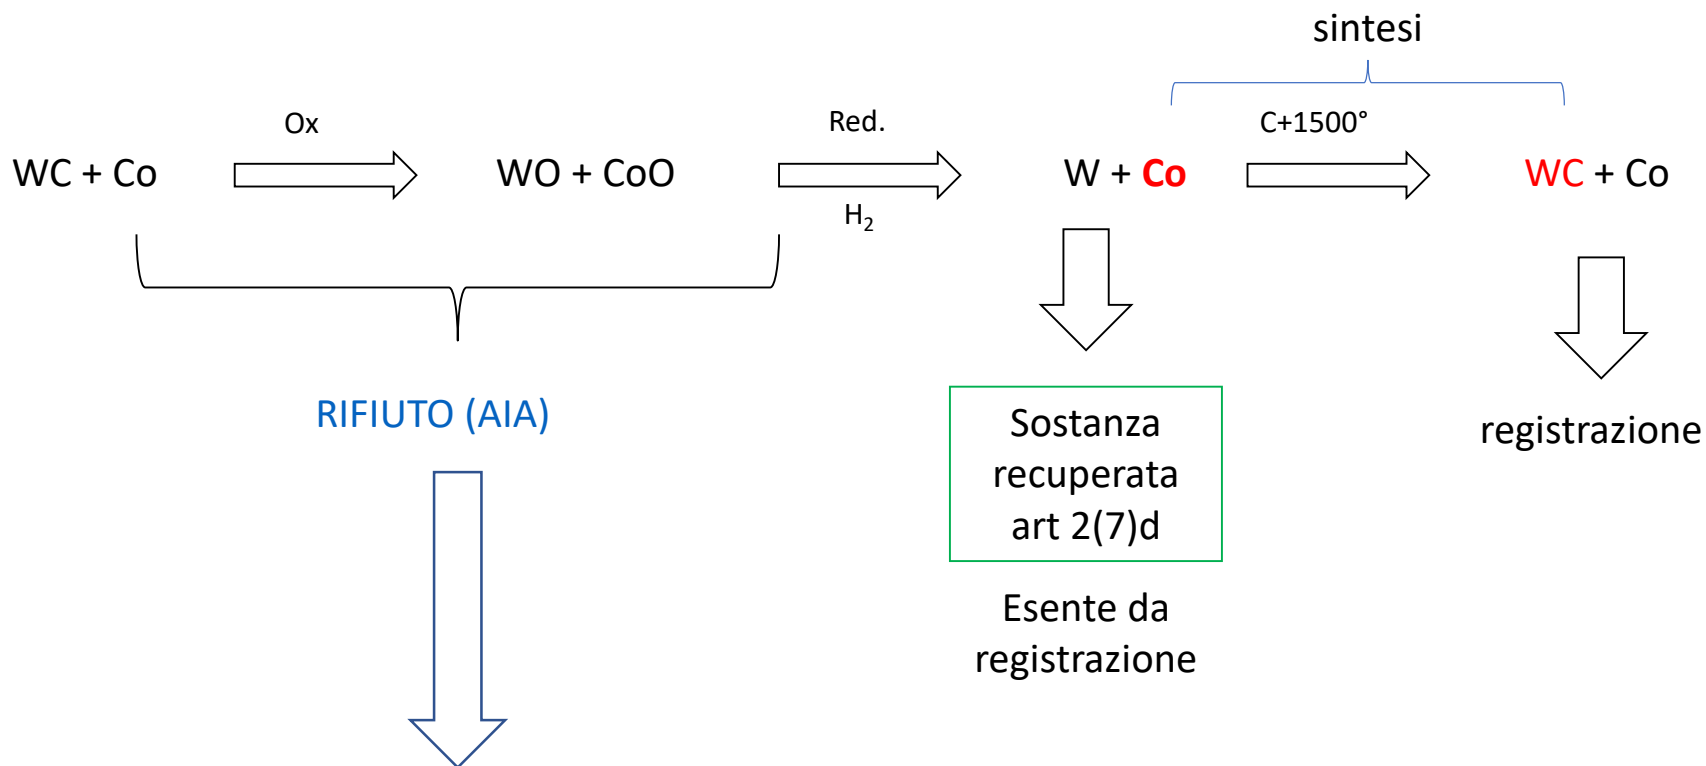 sintesi
Ox
Red.
C+1500°
WC + Co
WO + CoO
W + Co
WC + Co
H₂
RIFIUTO (AIA)
Sostanza
recuperata
art 2(7)d
registrazione
Esente da
registrazione